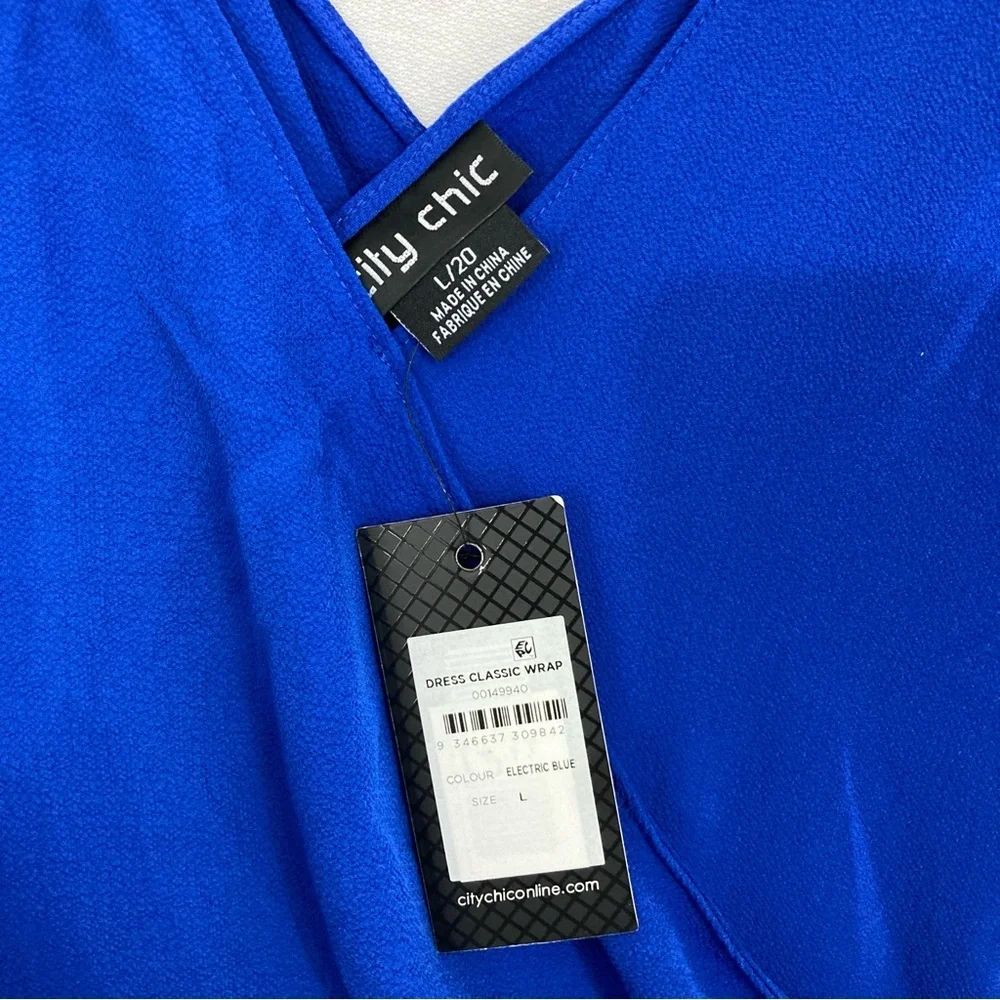 city chic
L/20
MADE IN CHINA
FABRIQUE EN CHINE
DRESS CLASSIC WRAP
00149940
9 346637 309842
COLOUR ELECTRIC BLUE
SIZE L
citychiconline.com